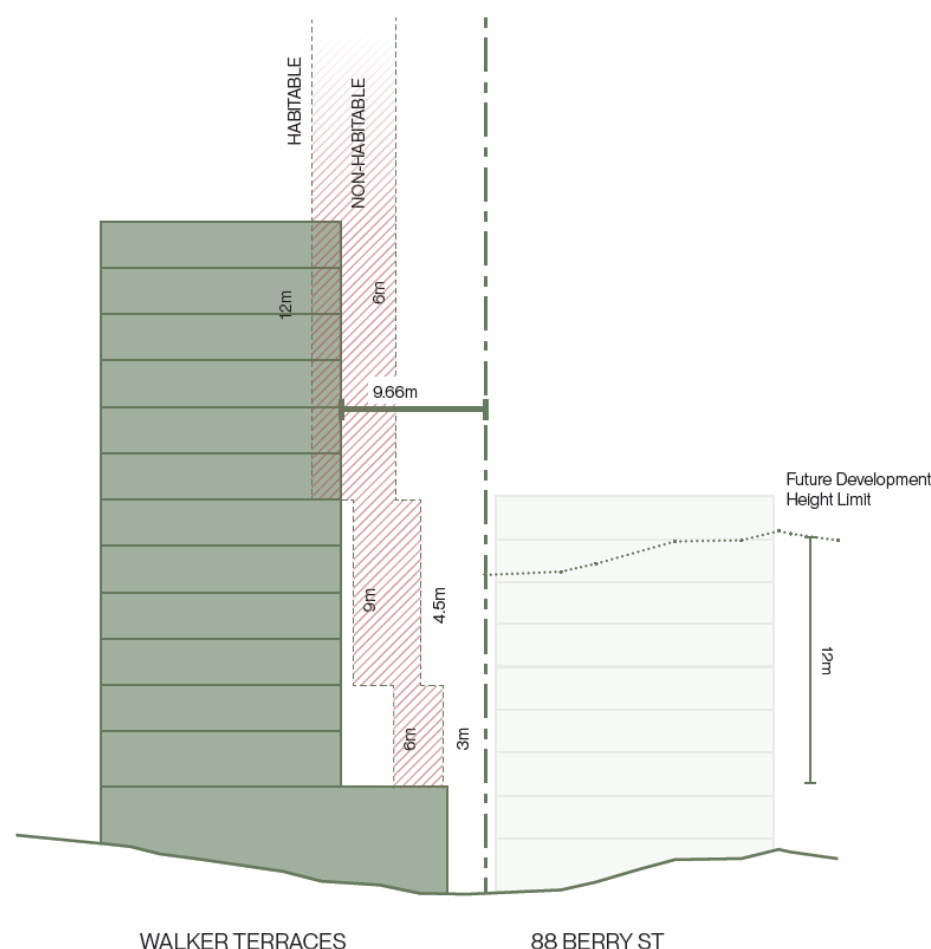 HABITABLE
NON-HABITABLE
12m
6m
9.66m
Future Development
Height Limit
9m
4.5m
12m
6m
3m
WALKER TERRACES
88 BERRY ST